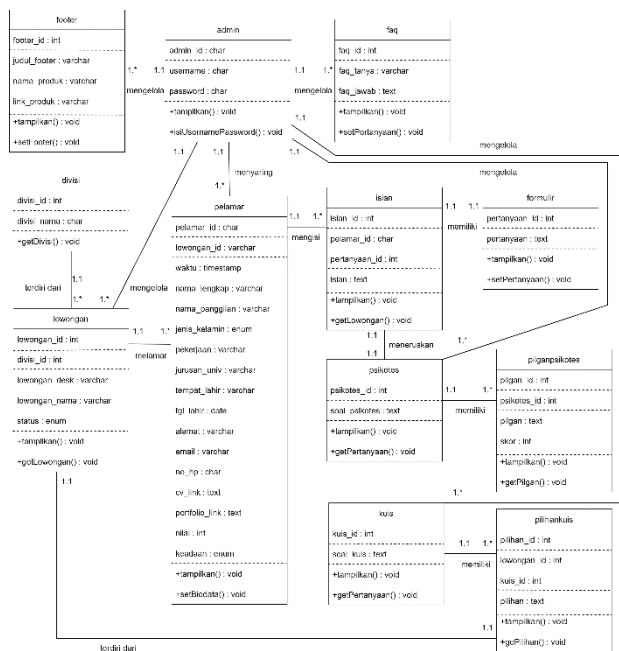 footer
footer_id : int
judul_footer : varchar
nama_produk : varchar
link_produk : varchar
+tampilkan() : void
+setFooter() : void
1.*
1.1
mengelola
admin
admin_id : char
username : char
password : char
+tampilkan() : void
+isiUsernamePassword() : void
1.1
1.*
mengelola
faq
faq_id : int
faq_tanya : varchar
faq_jawab : text
+tampilkan() : void
+setPertanyaan() : void
1.1
mengelola
1.1
mengelola
1.1
1.1
menyaring
1.*
divisi
divisi_id : int
divisi_nama : char
+getDivisi() : void
1.1
terdiri dari
1.*
1.*
mengelola
pelamar
pelamar_id : char
lowongan_id : varchar
waktu : timestamp
nama_lengkap : varchar
nama_panggilan : varchar
jenis_kelamin : enum
pekerjaan : varchar
jurusan_univ : varchar
tempat_lahir : varchar
tgl_lahir : date
alamat : varchar
email : varchar
no_hp : char
cv_link : text
portfolio_link : text
nilai : int
keadaan : enum
+tampilkan() : void
+setBiodata() : void
1.1
1.*
mengisi
isian
isian_id : int
pelamar_id : char
pertanyaan_id : int
isian : text
+tampilkan() : void
+getLowongan() : void
1.1
1.1
memiliki
formulir
pertanyaan_id : int
pertanyaan : text
+tampilkan() : void
+setPertanyaan() : void
lowongan
lowongan_id : int
divisi_id : int
lowongan_desk : varchar
lowongan_nama : varchar
status : enum
+tampilkan() : void
+getLowongan() : void
1.1
1.*
melamar
1.1
meneruskan
1.1
1.*
psikotes
psikotes_id : int
soal_psikotes : text
+tampilkan() : void
+getPertanyaan() : void
1.1
1.*
memiliki
pilganpsikotes
pilgan_id : int
psikotes_id : int
pilgan : text
skor : int
+tampilkan() : void
+getPilgan() : void
1.1
1.*
kuis
kuis_id : int
soal_kuis : text
+tampilkan() : void
+getPertanyaan() : void
1.1
1.*
memiliki
pilihankuis
pilihan_id : int
lowongan_id : int
kuis_id : int
pilihan : text
+tampilkan() : void
+gePilihan() : void
1.1
terdiri dari